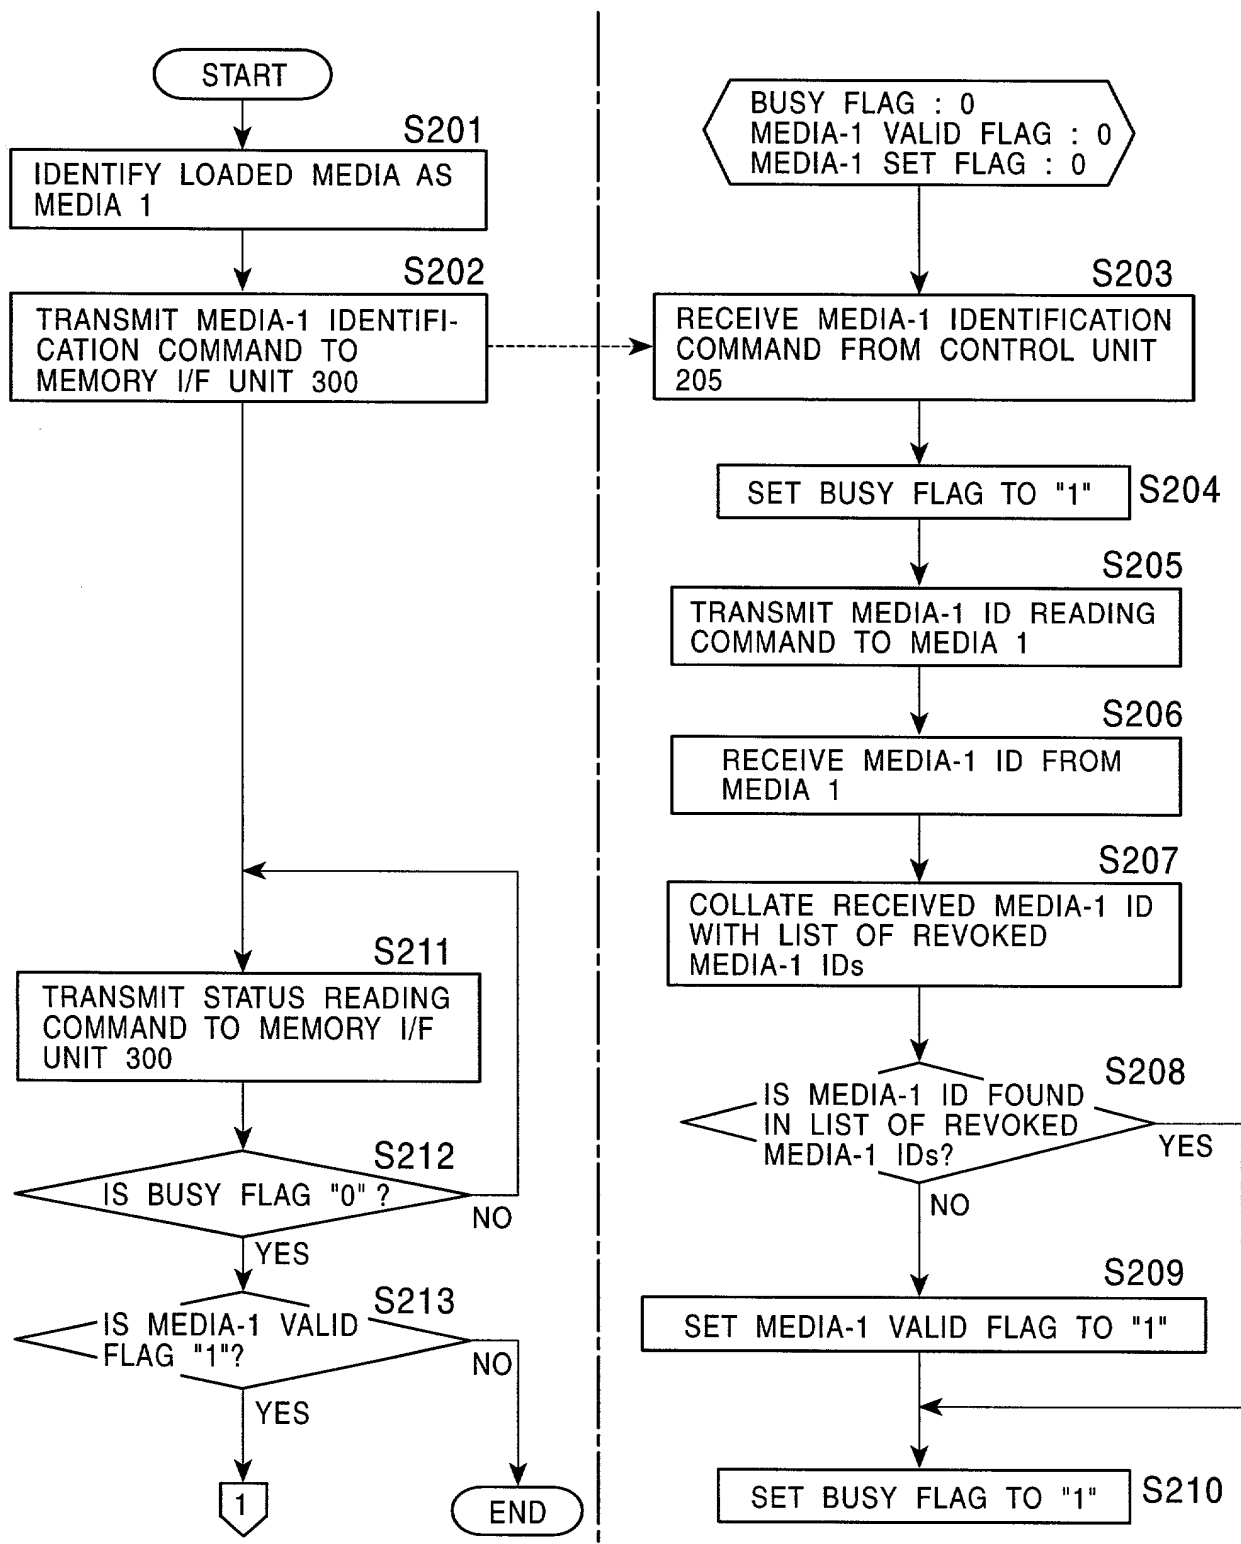 START
S201
IDENTIFY LOADED MEDIA AS
MEDIA 1
S202
TRANSMIT MEDIA-1 IDENTIFI-
CATION COMMAND TO
MEMORY I/F UNIT 300
S211
TRANSMIT STATUS READING
COMMAND TO MEMORY I/F
UNIT 300
S212
IS BUSY FLAG "0" ?
NO
YES
S213
IS MEDIA-1 VALID
FLAG "1"?
NO
YES
1
END
BUSY FLAG : 0
MEDIA-1 VALID FLAG : 0
MEDIA-1 SET FLAG : 0
S203
RECEIVE MEDIA-1 IDENTIFICATION
COMMAND FROM CONTROL UNIT
205
SET BUSY FLAG TO "1"
S204
S205
TRANSMIT MEDIA-1 ID READING
COMMAND TO MEDIA 1
S206
RECEIVE MEDIA-1 ID FROM
MEDIA 1
S207
COLLATE RECEIVED MEDIA-1 ID
WITH LIST OF REVOKED
MEDIA-1 IDs
S208
IS MEDIA-1 ID FOUND
IN LIST OF REVOKED
MEDIA-1 IDs?
YES
NO
S209
SET MEDIA-1 VALID FLAG TO "1"
SET BUSY FLAG TO "1"
S210